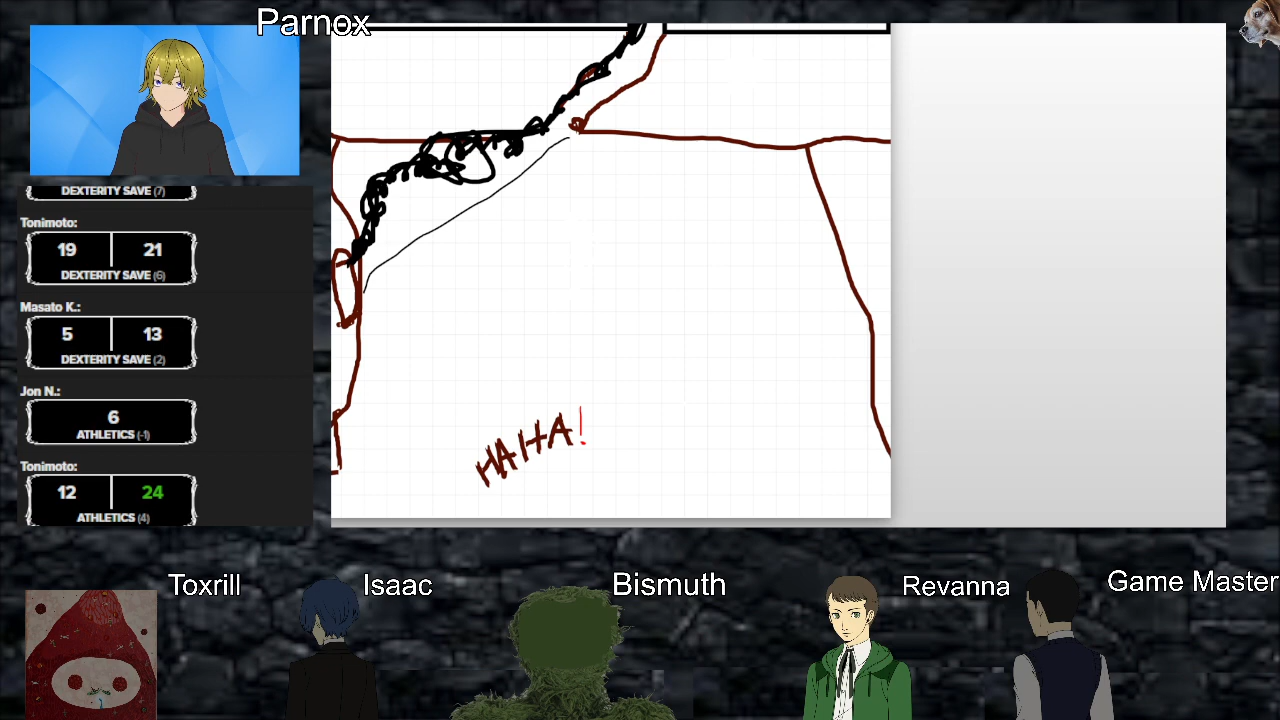 Parnox
DEXTERITY SAVE (7)
Tonimoto:
19 21
DEXTERITY SAVE (6)
Masato K.:
5 13
DEXTERITY SAVE (2)
Jon N.:
6
ATHLETICS (-1)
Tonimoto:
12 24
ATHLETICS (4)
HAHA!
Toxrill
Isaac
Bismuth
Revanna
Game Master